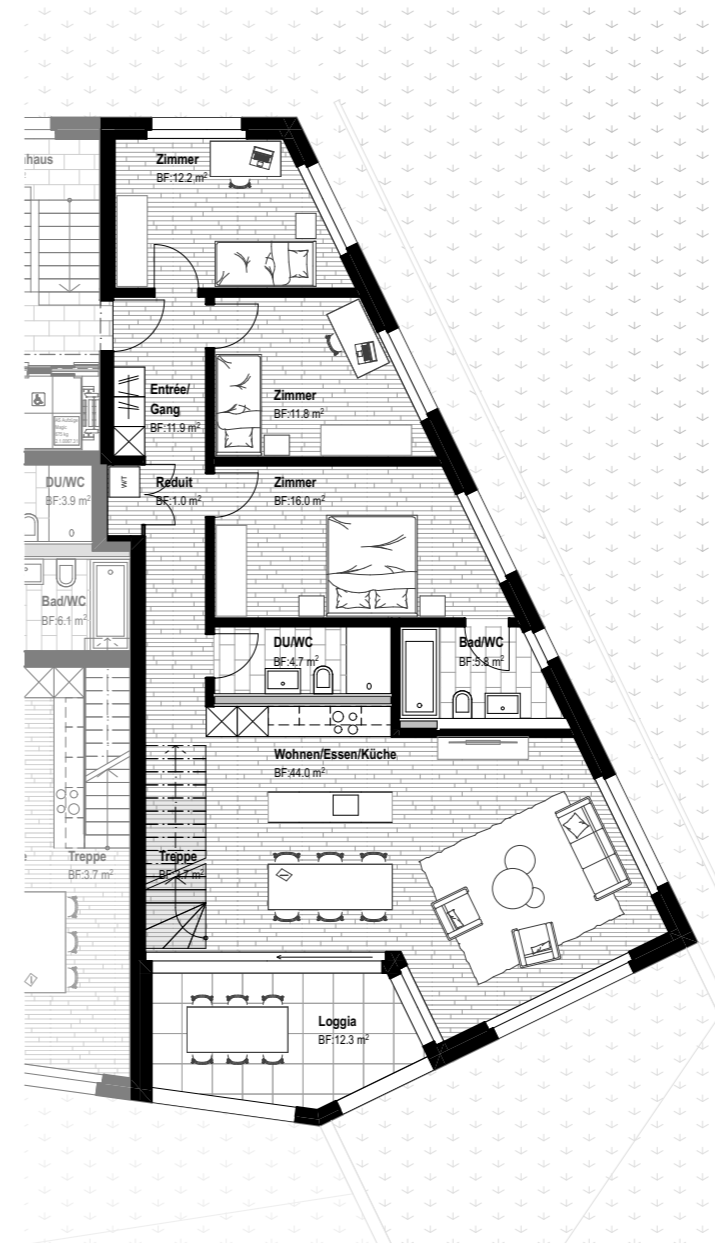 Zimmer
BF:12.2 m²
haus
Entrée/
Gang
BF:11.9 m²
Zimmer
BF:11.8 m²
DU/WC
BF:3.9 m²
WT
Reduit
BF:1.0 m²
Zimmer
BF:16.0 m²
Bad/WC
BF:6.1 m²
DU/WC
BF:4.7 m²
Bad/WC
BF:5.8 m²
Wohnen/Essen/Küche
BF:44.0 m²
Treppe
BF:3.7 m²
Treppe
Loggia
BF:12.3 m²